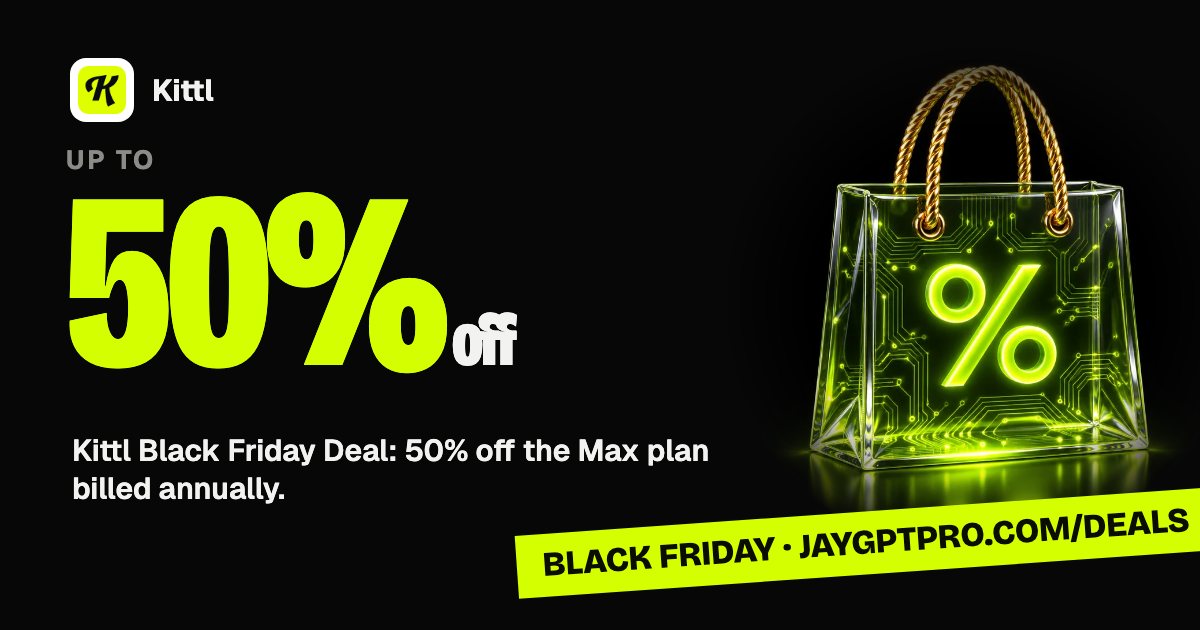 K
Kittl
UP TO
50% off
%
Kittl Black Friday Deal: 50% off the Max plan
billed annually.
BLACK FRIDAY · JAYGPTPRO.COM/DEALS